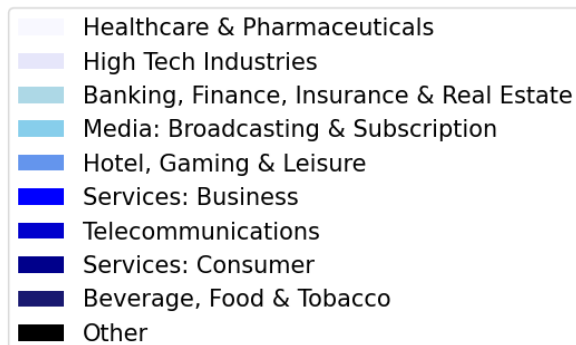 Healthcare & Pharmaceuticals
High Tech Industries
Banking, Finance, Insurance & Real Estate
Media: Broadcasting & Subscription
Hotel, Gaming & Leisure
Services: Business
Telecommunications
Services: Consumer
Beverage, Food & Tobacco
Other